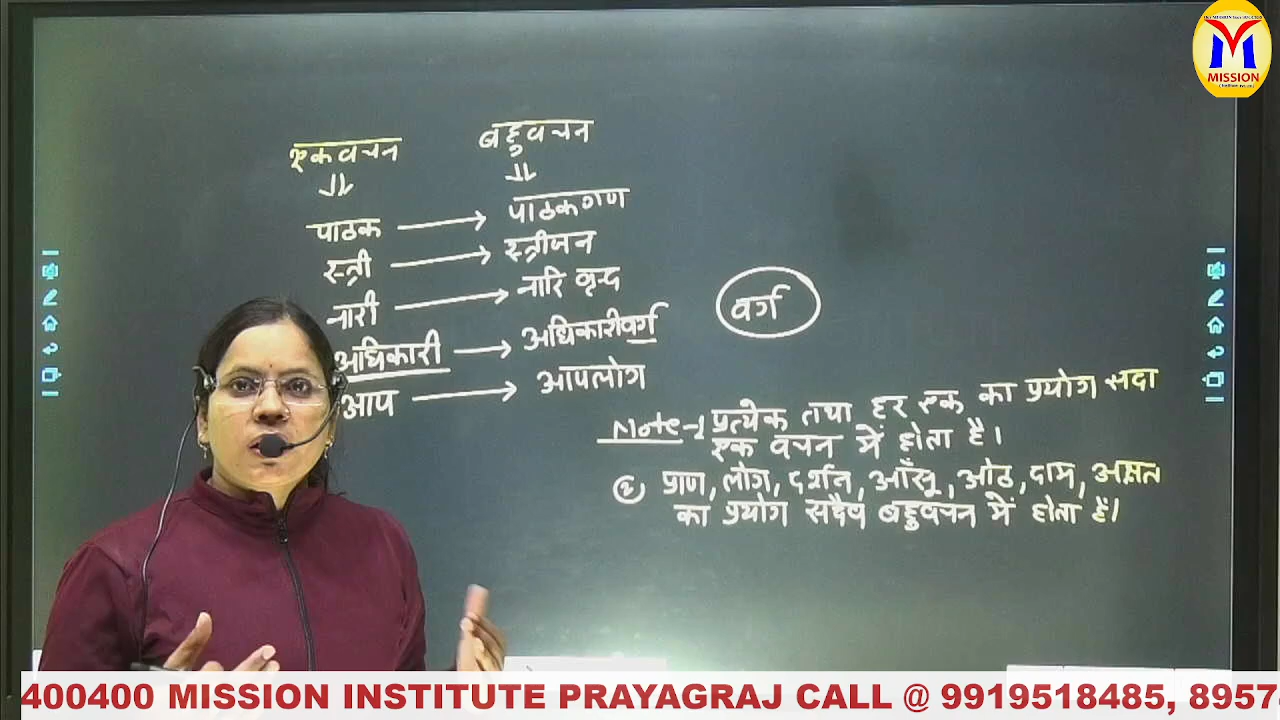 MISSION
एकवचन बहुवचन
पाठक → पाठकगण
स्त्री → स्त्रीजन
नारी → नारि वृन्द
अधिकारी → अधिकारीवर्ग
आप → आपलोग
वर्ग
Note-1 प्रत्येक तथा हर एक का प्रयोग सदा
एक वचन में होता है।
(2) प्राण, लोग, दर्शन, आँसू, ओठ, दाम, अक्षत
का प्रयोग सदैव बहुवचन में होता हैं।
400400 MISSION INSTITUTE PRAYAGRAJ CALL @ 9919518485, 8957